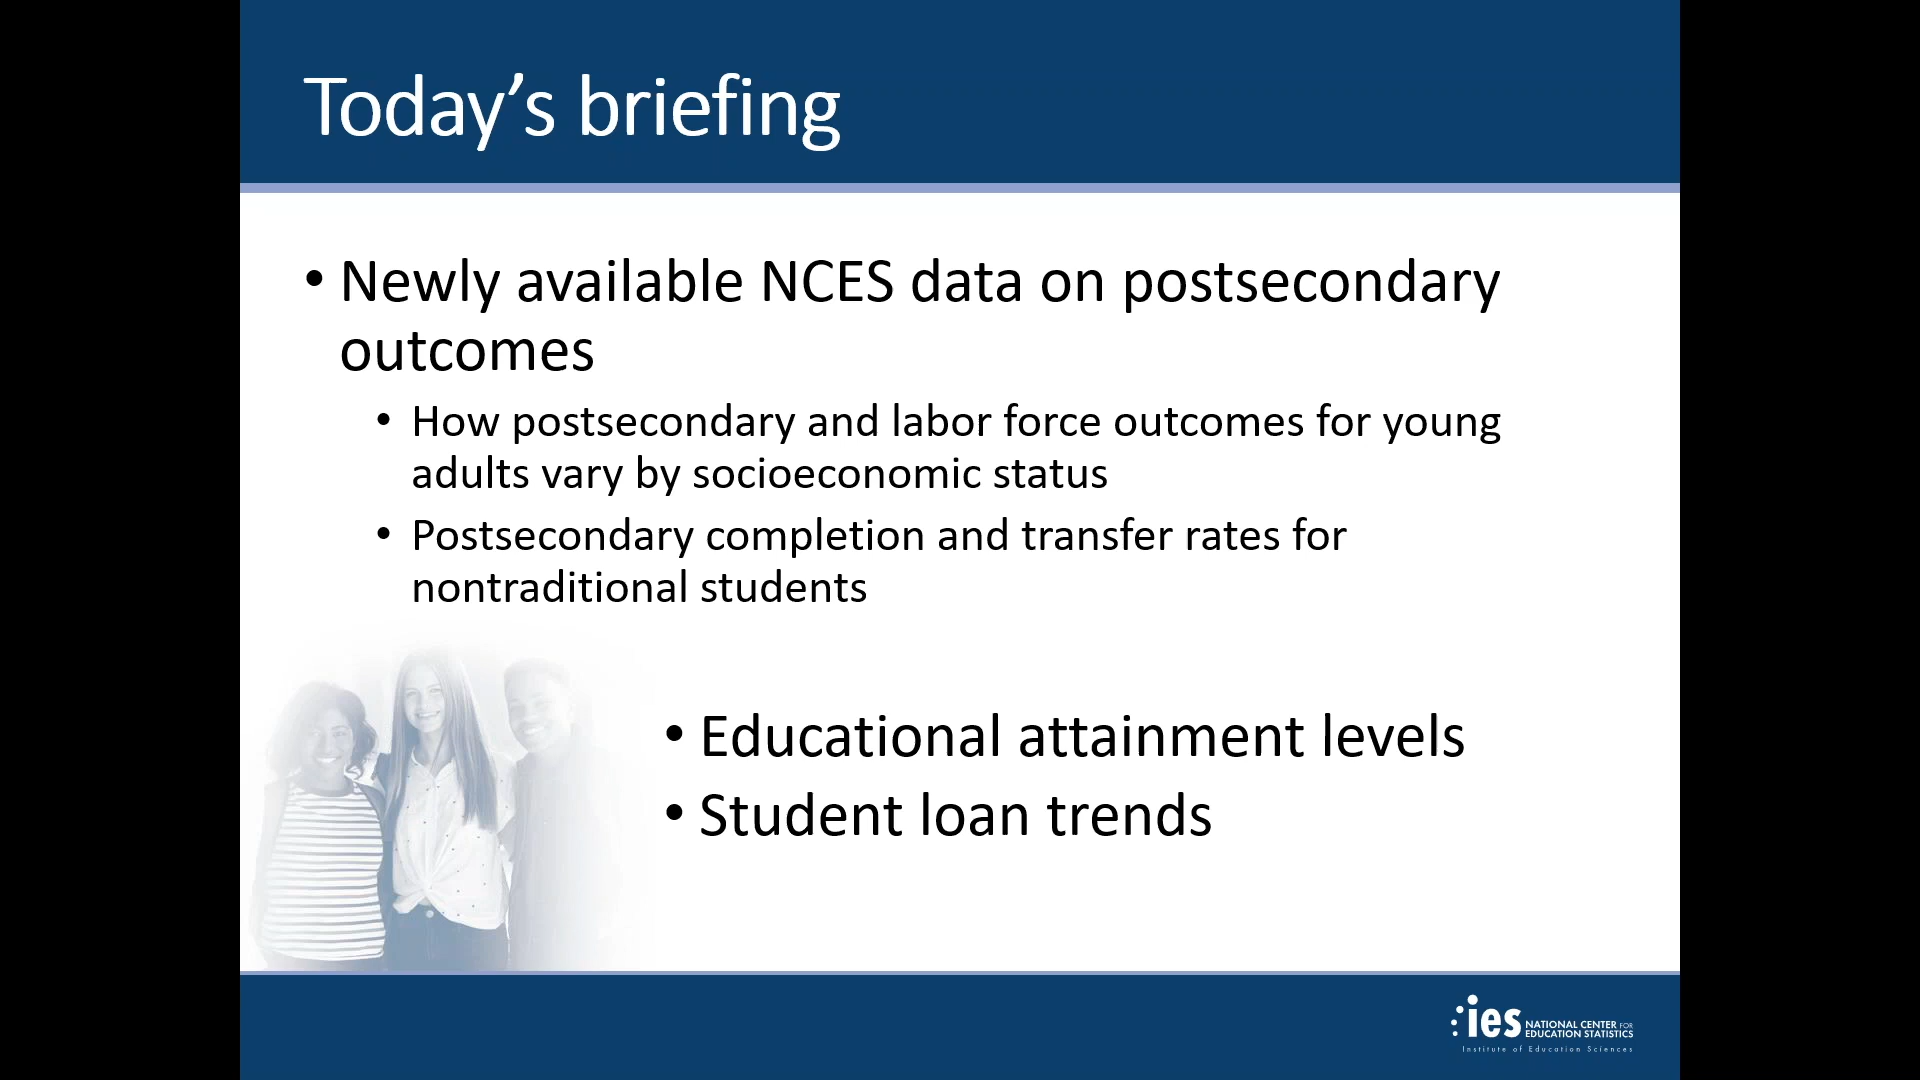 Today’s briefing
• Newly available NCES data on postsecondary
outcomes
• How postsecondary and labor force outcomes for young
adults vary by socioeconomic status
• Postsecondary completion and transfer rates for
nontraditional students
• Educational attainment levels
• Student loan trends
ies NATIONAL CENTER FOR
EDUCATION STATISTICS
Institute of Education Sciences